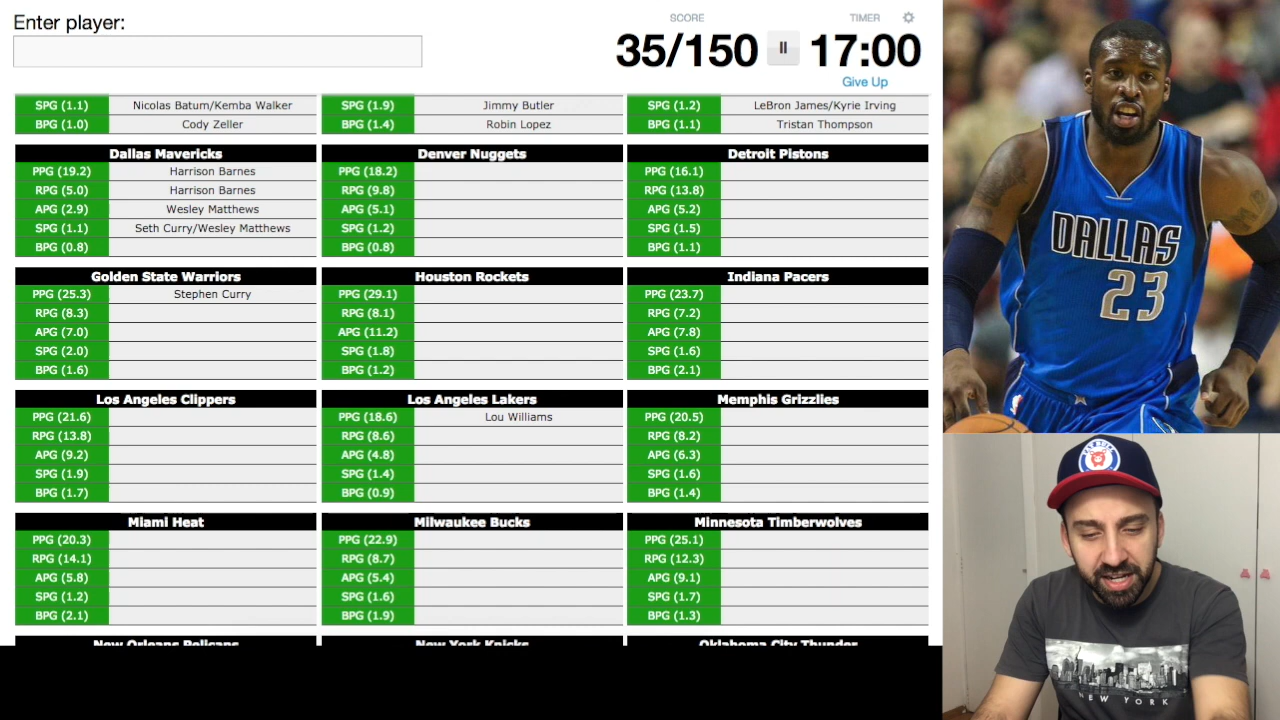 Enter player:
SCORE
35/150
TIMER
17:00
Give Up
SPG (1.1) Nicolas Batum/Kemba Walker
BPG (1.0) Cody Zeller
SPG (1.9) Jimmy Butler
BPG (1.4) Robin Lopez
SPG (1.2) LeBron James/Kyrie Irving
BPG (1.1) Tristan Thompson
Dallas Mavericks
PPG (19.2) Harrison Barnes
RPG (5.0) Harrison Barnes
APG (2.9) Wesley Matthews
SPG (1.1) Seth Curry/Wesley Matthews
BPG (0.8)
Denver Nuggets
PPG (18.2)
RPG (9.8)
APG (5.1)
SPG (1.2)
BPG (0.8)
Detroit Pistons
PPG (16.1)
RPG (13.8)
APG (5.2)
SPG (1.5)
BPG (1.1)
Golden State Warriors
PPG (25.3) Stephen Curry
RPG (8.3)
APG (7.0)
SPG (2.0)
BPG (1.6)
Houston Rockets
PPG (29.1)
RPG (8.1)
APG (11.2)
SPG (1.8)
BPG (1.2)
Indiana Pacers
PPG (23.7)
RPG (7.2)
APG (7.8)
SPG (1.6)
BPG (2.1)
Los Angeles Clippers
PPG (21.6)
RPG (13.8)
APG (9.2)
SPG (1.9)
BPG (1.7)
Los Angeles Lakers
PPG (18.6) Lou Williams
RPG (8.6)
APG (4.8)
SPG (1.4)
BPG (0.9)
Memphis Grizzlies
PPG (20.5)
RPG (8.2)
APG (6.3)
SPG (1.6)
BPG (1.4)
Miami Heat
PPG (20.3)
RPG (14.1)
APG (5.8)
SPG (1.2)
BPG (2.1)
Milwaukee Bucks
PPG (22.9)
RPG (8.7)
APG (5.4)
SPG (1.6)
BPG (1.9)
Minnesota Timberwolves
PPG (25.1)
RPG (12.3)
APG (9.1)
SPG (1.7)
BPG (1.3)
New Orleans Pelicans
New York Knicks
Oklahoma City Thunder
DALLAS
23
NEW YORK